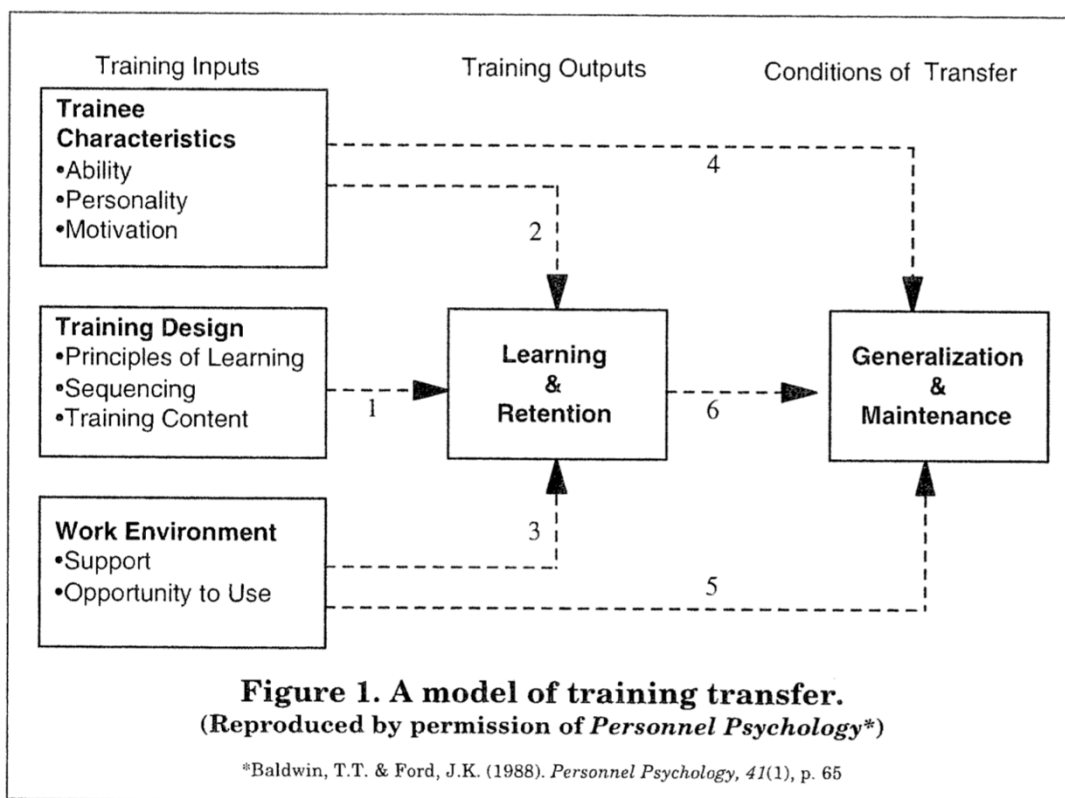 Training Inputs
Training Outputs
Conditions of Transfer
Trainee
Characteristics
•Ability
•Personality
•Motivation
4
2
Training Design
•Principles of Learning
•Sequencing
•Training Content
1
Learning
&
Retention
6
Generalization
&
Maintenance
Work Environment
•Support
•Opportunity to Use
3
5
Figure 1. A model of training transfer.
(Reproduced by permission of Personnel Psychology*)
*Baldwin, T.T. & Ford, J.K. (1988). Personnel Psychology, 41(1), p. 65